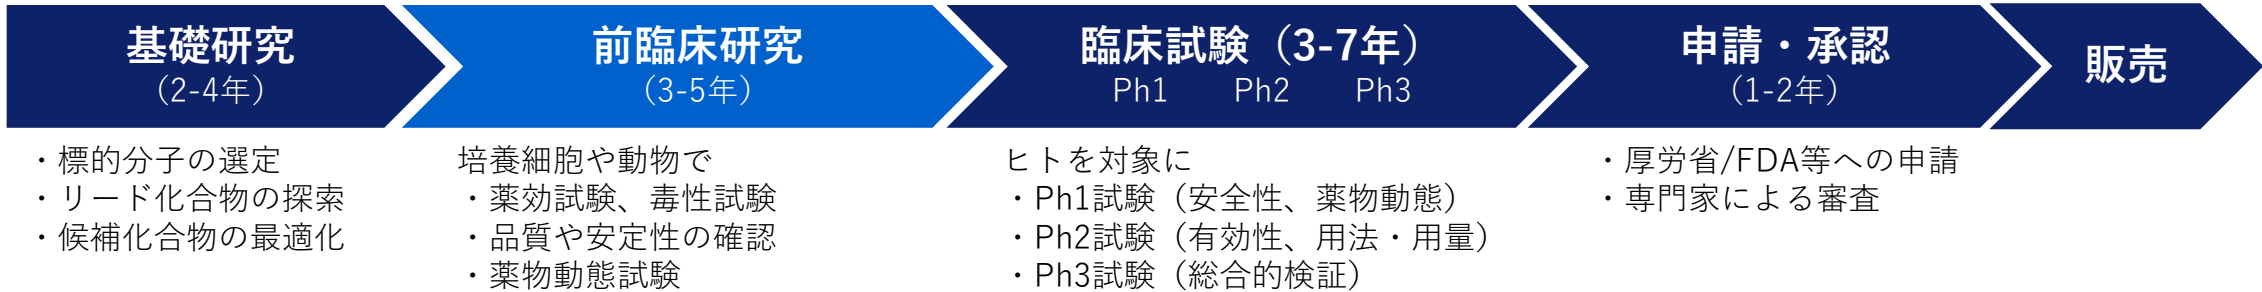 基礎研究
(2-4年)
・標的分子の選定
・リード化合物の探索
・候補化合物の最適化
前臨床研究
(3-5年)
培養細胞や動物で
・薬効試験、毒性試験
・品質や安定性の確認
・薬物動態試験
臨床試験（3-7年）
Ph1 Ph2 Ph3
ヒトを対象に
・Ph1試験（安全性、薬物動態）
・Ph2試験（有効性、用法・用量）
・Ph3試験（総合的検証）
申請・承認
(1-2年)
・厚労省/FDA等への申請
・専門家による審査
販売